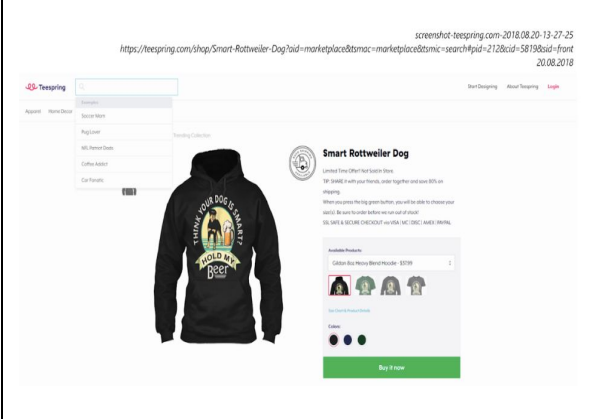 screenshot-teespring.com-2018.08.20-13-27-25
https://teespring.com/shop/Smart-Rottweiler-Dog?aid=marketplace&tsmac=marketplace&tsmic=search#pid=212&cid=5819&sid=front
20.08.2018
Teespring
Start Designing About Teespring Login
Examples
Apparel Home Decor
Soccer Mom
Pug Lover
Trending Collection
NFL Patriot Deals
Coffee Addict
Car Fanatic
THINK YOUR DOG IS SMART?
HOLD MY
Beer
Smart Rottweiler Dog
Limited Time Offer! Not Sold in Store
TIP: SHARE it with your friends, order together and save 80% on
shipping.
When you press the big green button, you will be able to choose your
size(s). Be sure to order before we run out of stock!
SSL SAFE & SECURE CHECKOUT via VISA | MC | DISC | AMEX | PAYPAL
Available Products:
Gildan 8oz Heavy Blend Hoodie - $37.99
Colors:
Buy it now